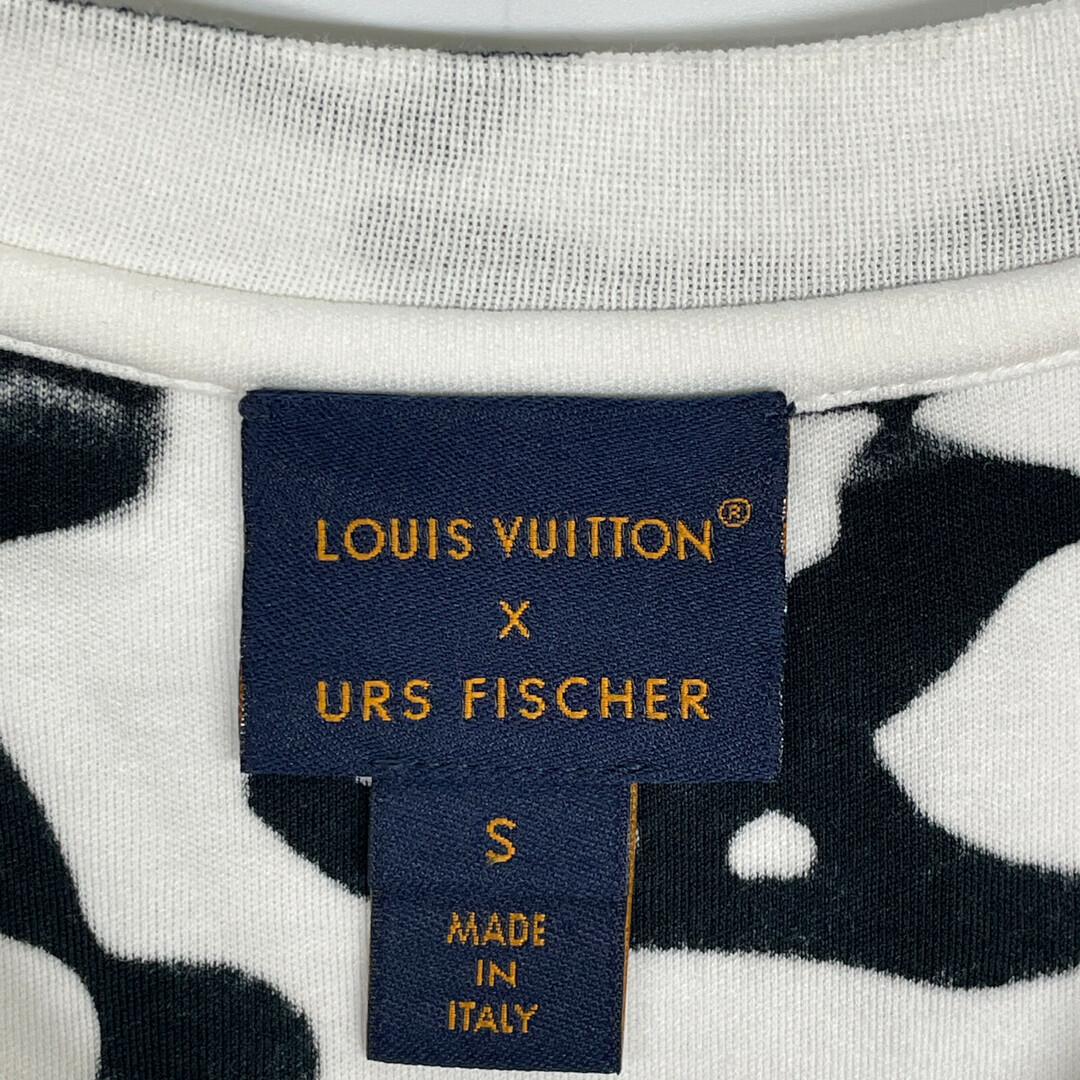 LOUIS VUITTON®
X
URS FISCHER
S
MADE
IN
ITALY